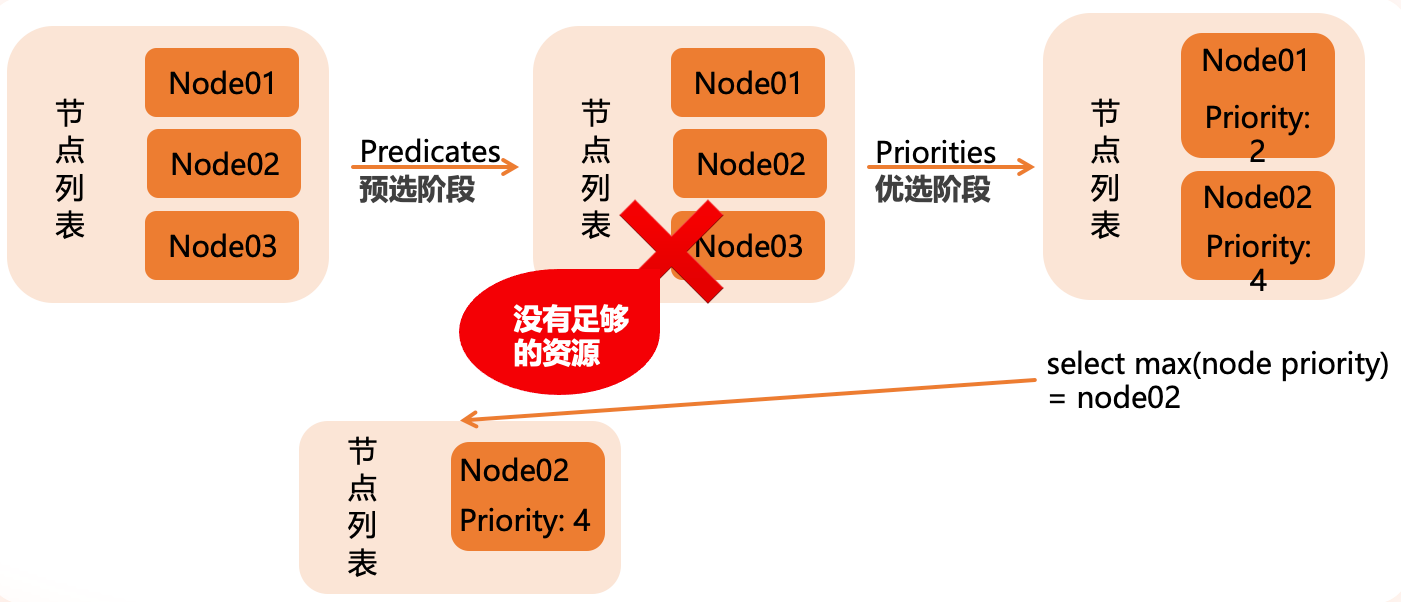 节点列表
Node01
Node02
Node03
Predicates
预选阶段
节点列表
Node01
Node02
Node03
没有足够
的资源
Priorities
优选阶段
节点列表
Node01
Priority:
2
Node02
Priority:
4
select max(node priority)
= node02
节点列表
Node02
Priority: 4